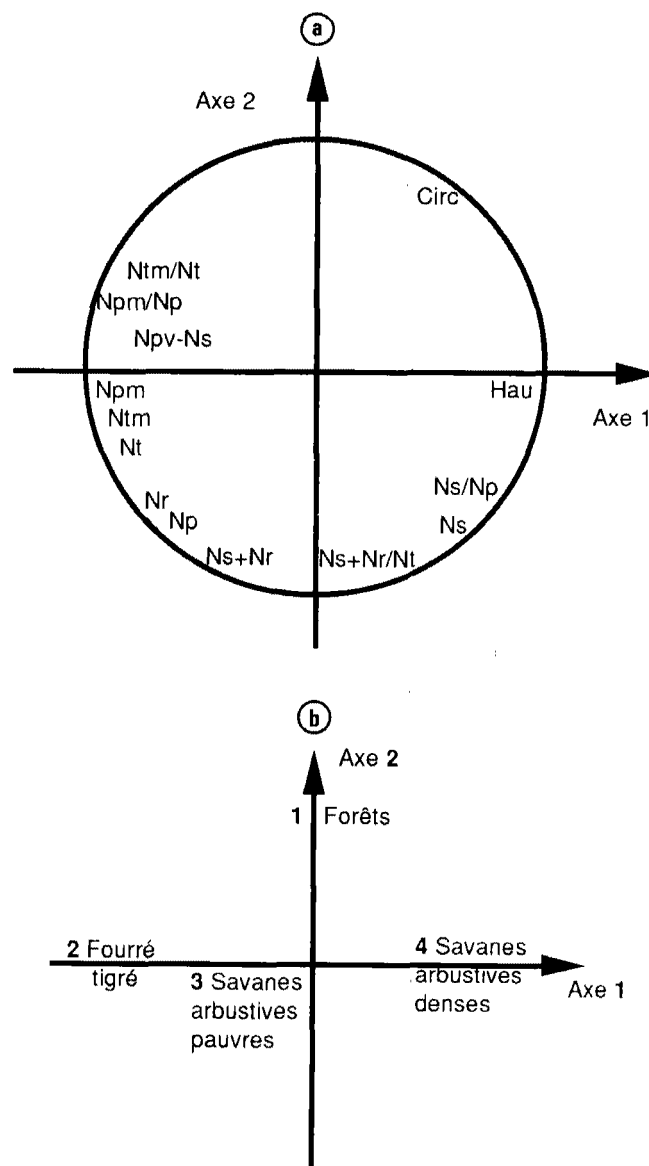 a
Axe 2
Circ
Ntm/Nt
Npm/Np
Npv-Ns
Npm
Hau
Ntm
Axe 1
Nt
Ns/Np
Nr
Np
Ns
Ns+Nr
Ns+Nr/Nt
b
Axe 2
1 Forêts
2 Fourré
tigré
3 Savanes
arbustives
pauvres
4 Savanes
arbustives
denses
Axe 1